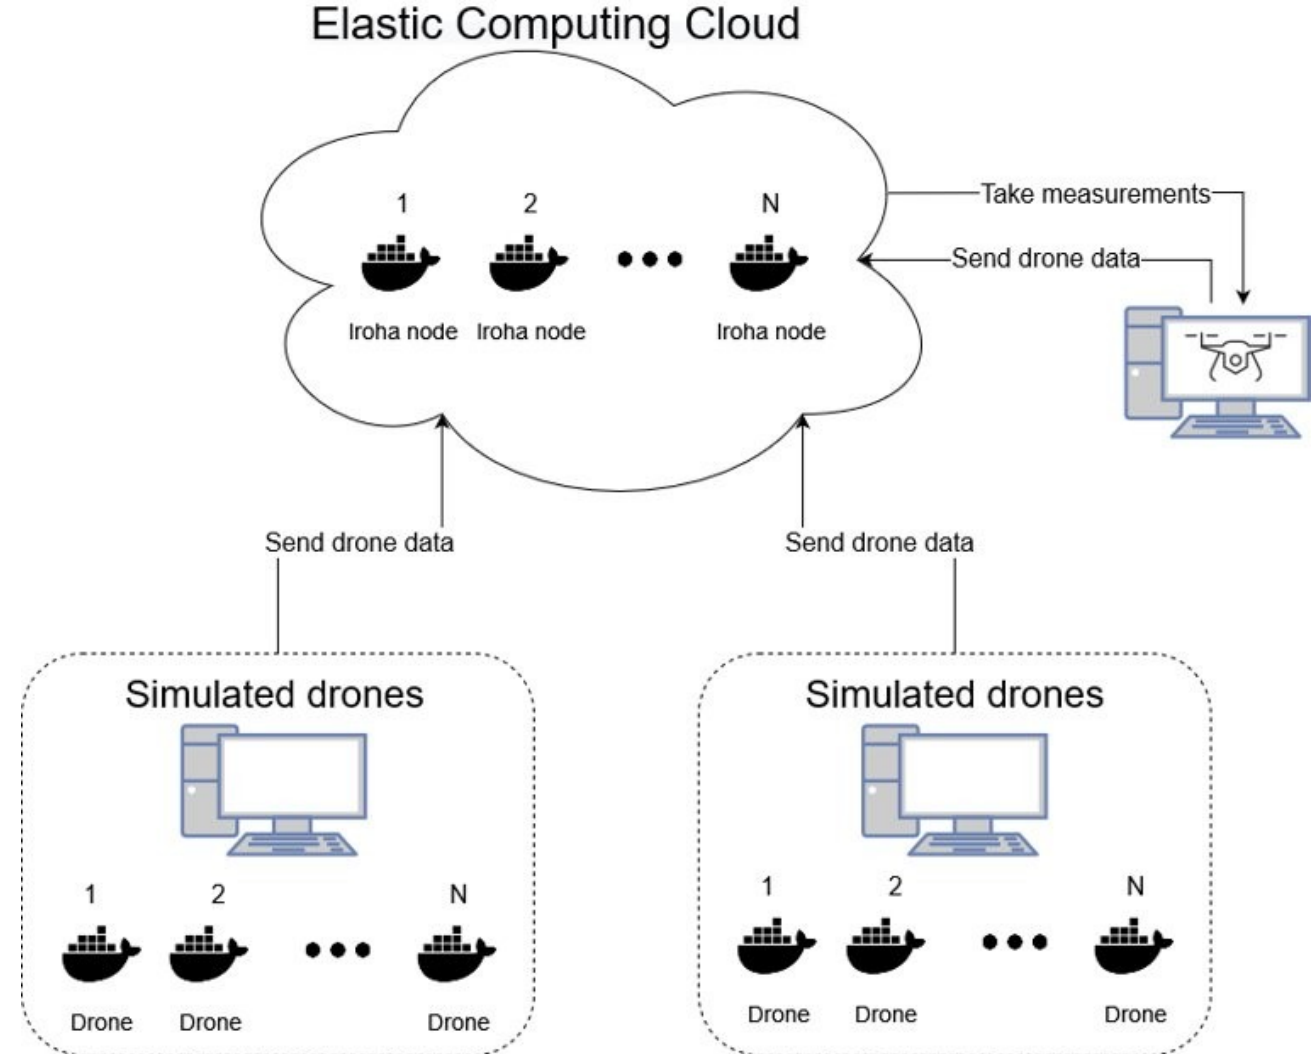 Elastic Computing Cloud
1 2 N
Iroha node Iroha node Iroha node
Take measurements
Send drone data
Send drone data
Send drone data
Simulated drones
1 2 N
Drone Drone Drone
Simulated drones
1 2 N
Drone Drone Drone